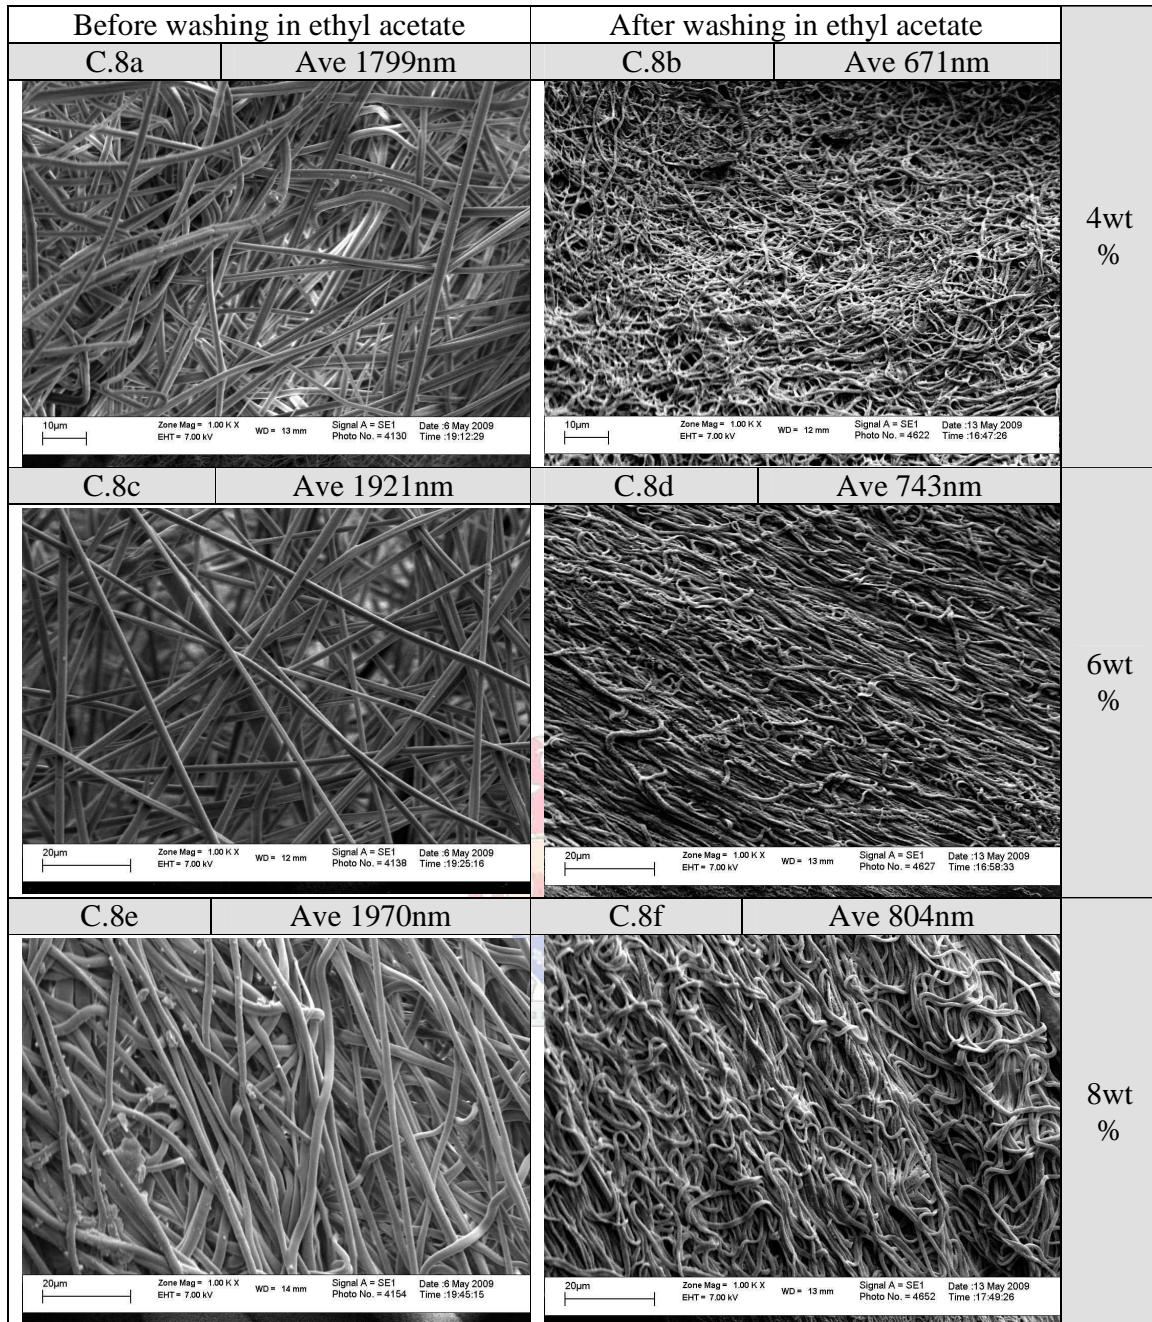 Before washing in ethyl acetate
After washing in ethyl acetate
C.8a
Ave 1799nm
C.8b
Ave 671nm
4wt
%
10µm
Zone Mag = 1.00 K X
EHT = 7.00 kV
WD = 13 mm
Signal A = SE1
Photo No. = 4130
Date :6 May 2009
Time :19:12:29
10µm
Zone Mag = 1.00 K X
EHT = 7.00 kV
WD = 12 mm
Signal A = SE1
Photo No. = 4622
Date :13 May 2009
Time :16:47:26
C.8c
Ave 1921nm
C.8d
Ave 743nm
6wt
%
20µm
Zone Mag = 1.00 K X
EHT = 7.00 kV
WD = 12 mm
Signal A = SE1
Photo No. = 4138
Date :6 May 2009
Time :19:25:16
20µm
Zone Mag = 1.00 K X
EHT = 7.00 kV
WD = 13 mm
Signal A = SE1
Photo No. = 4627
Date :13 May 2009
Time :16:58:33
C.8e
Ave 1970nm
C.8f
Ave 804nm
8wt
%
20µm
Zone Mag = 1.00 K X
EHT = 7.00 kV
WD = 14 mm
Signal A = SE1
Photo No. = 4154
Date :6 May 2009
Time :19:45:15
20µm
Zone Mag = 1.00 K X
EHT = 7.00 kV
WD = 13 mm
Signal A = SE1
Photo No. = 4652
Date :13 May 2009
Time :17:49:26